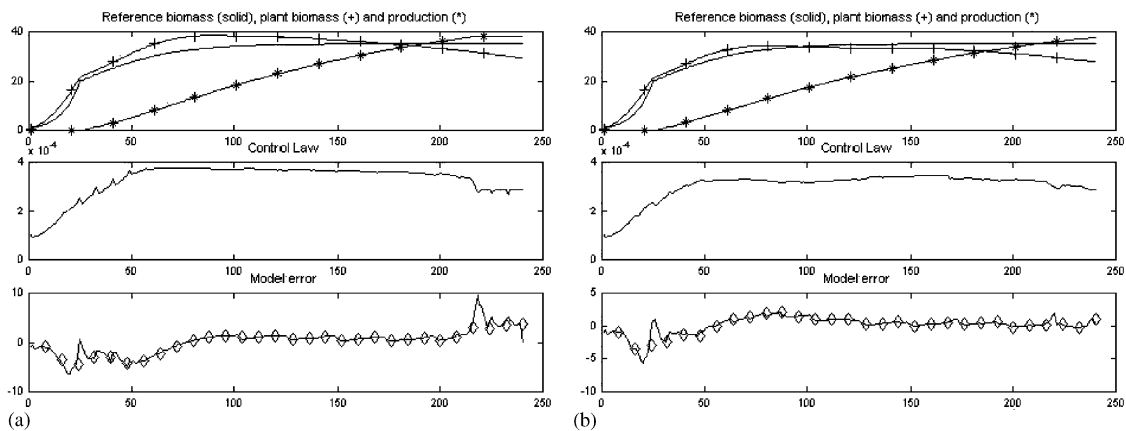 Reference biomass (solid), plant biomass (+) and production (*)
40
20
0
0 50 100 150 200 250
x 10^-4
Control Law
4
2
0
0 50 100 150 200 250
Model error
10
0
-10
0 50 100 150 200 250
(a)
Reference biomass (solid), plant biomass (+) and production (*)
40
20
0
0 50 100 150 200 250
x 10^-4
Control Law
4
2
0
0 50 100 150 200 250
Model error
5
0
-5
-10
0 50 100 150 200 250
(b)